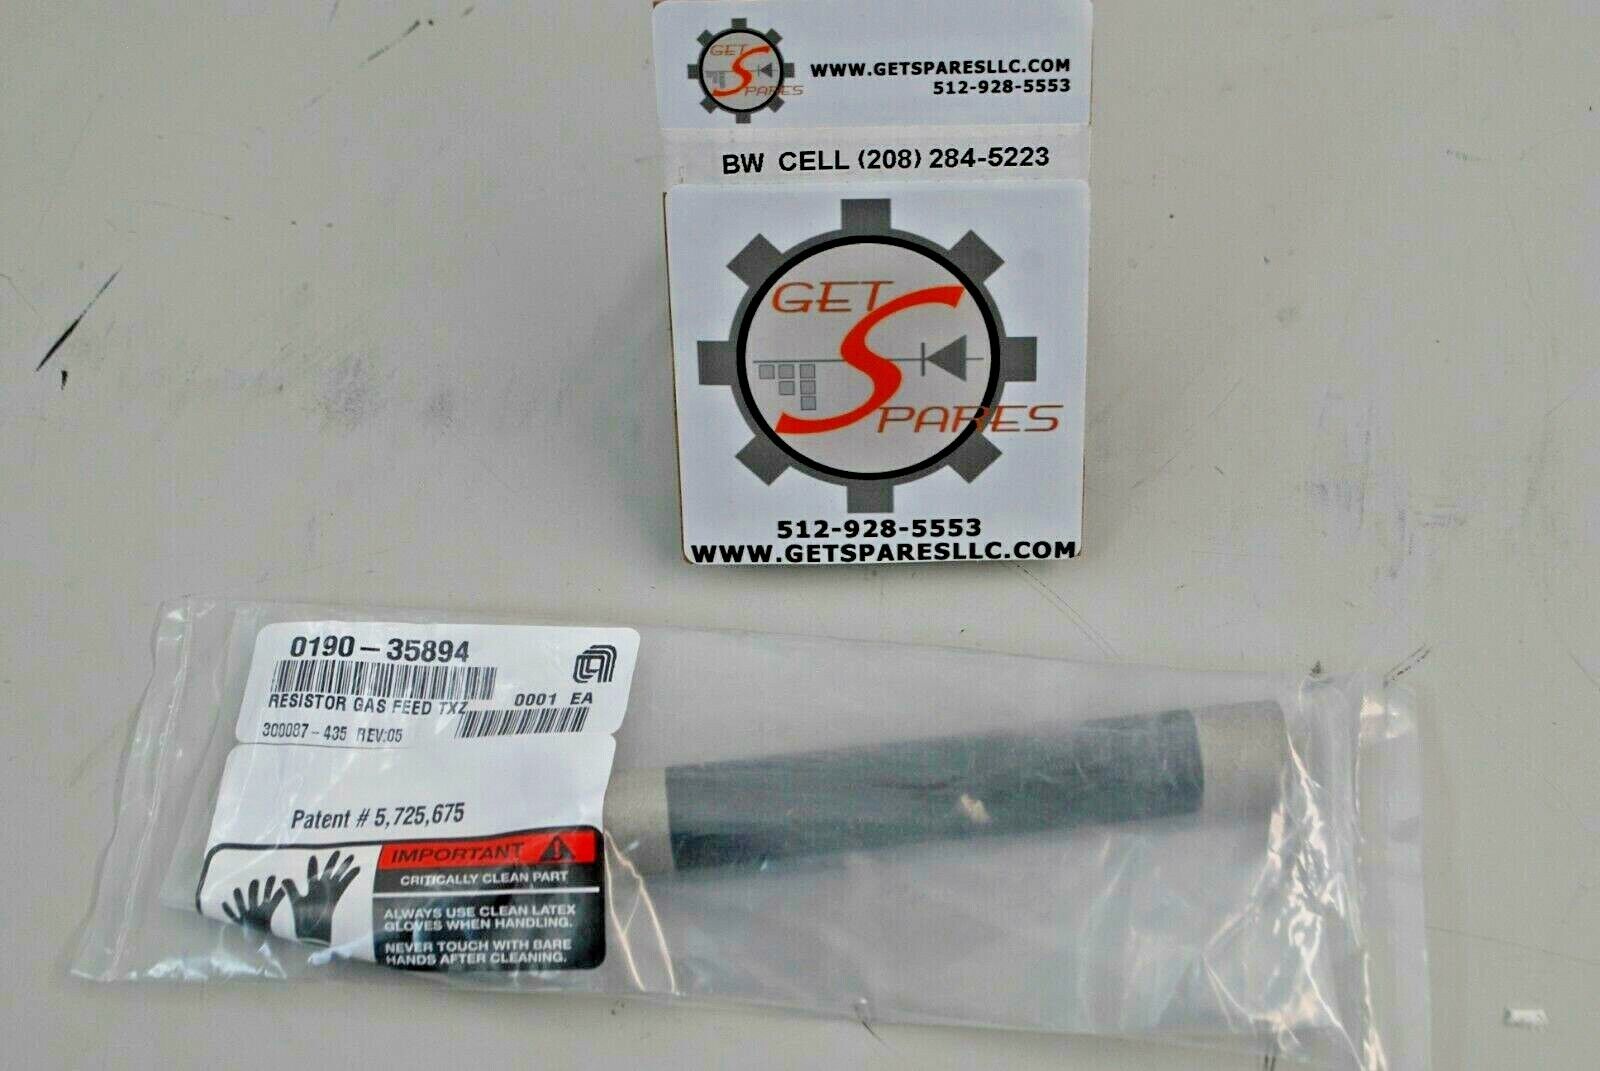 GET
SPARES
WWW.GETSPARESLLC.COM
512-928-5553
BW CELL (208) 284-5223
GET
SPARES
512-928-5553
WWW.GETSPARESLLC.COM
0190-35894
RESISTOR GAS FEED TXZ 0001 EA
300087-435 REV:05
Patent # 5,725,675
IMPORTANT
CRITICALLY CLEAN PART
ALWAYS USE CLEAN LATEX
GLOVES WHEN HANDLING.
NEVER TOUCH WITH BARE
HANDS AFTER CLEANING.